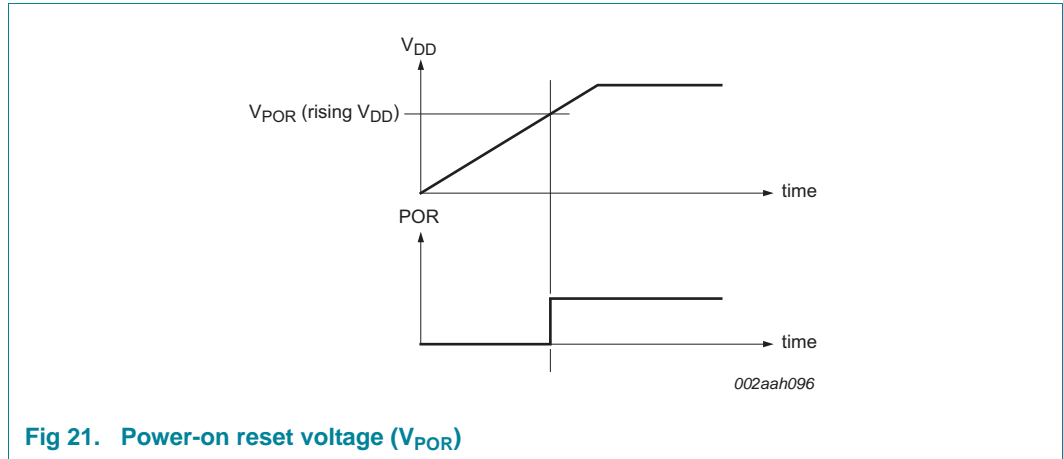 VDD
VPOR (rising VDD)
time
POR
time
002aah096
Fig 21. Power-on reset voltage (VPOR)